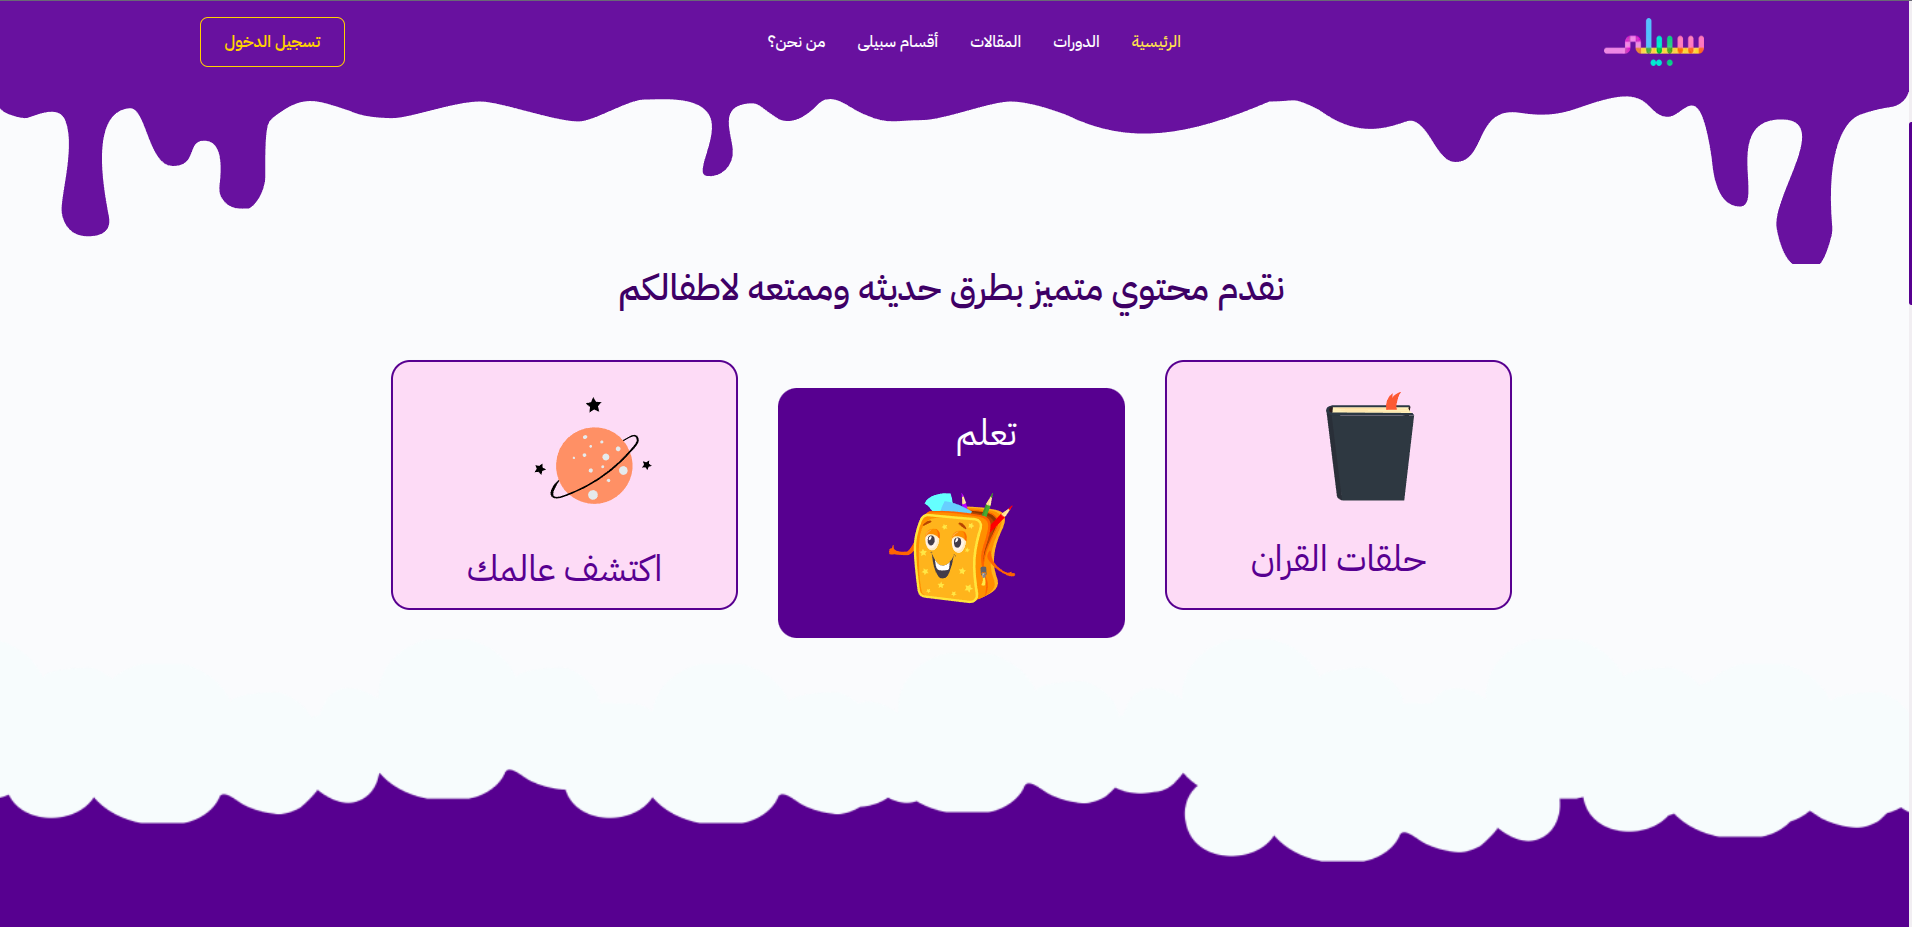 سبيلى
الرئيسية
الدورات
المقالات
أقسام سبيلى
من نحن؟
تسجيل الدخول
نقدم محتوي متميز بطرق حديثه وممتعه لاطفالكم
حلقات القران
تعلم
اكتشف عالمك